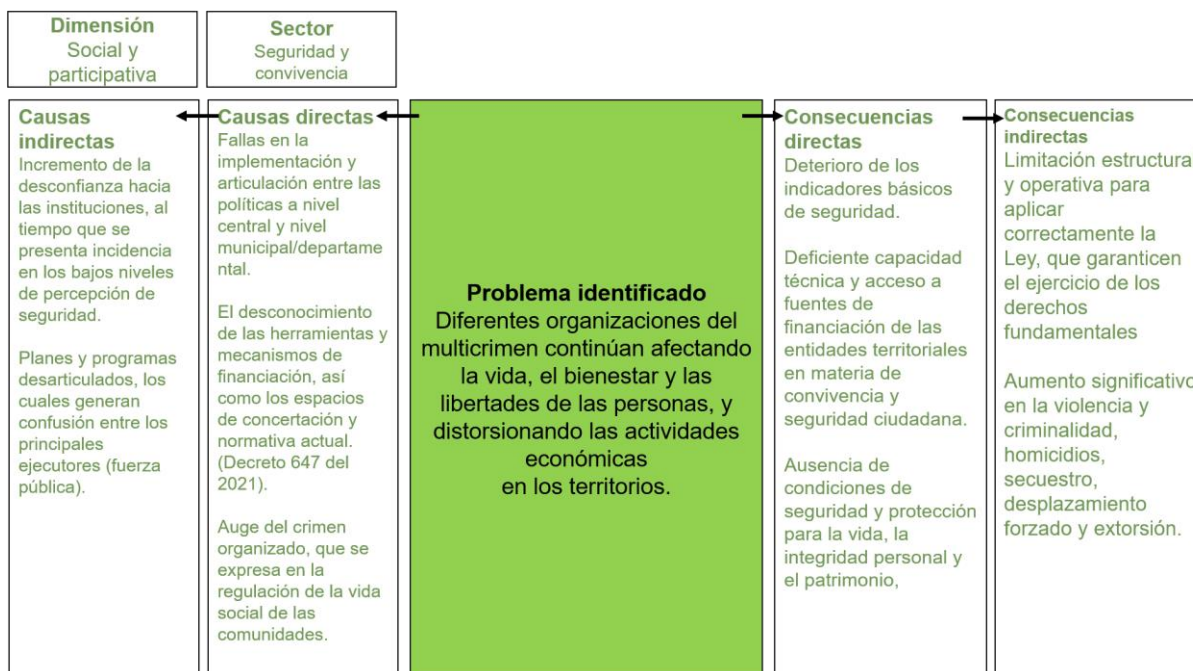 Dimensión
Social y
participativa
Sector
Seguridad y
convivencia
Causas
indirectas
Incremento de la
desconfianza hacia
las instituciones, al
tiempo que se
presenta incidencia
en los bajos niveles
de percepción de
seguridad.
Planes y programas
desarticulados, los
cuales generan
confusión entre los
principales
ejecutores (fuerza
pública).
Causas directas
Fallas en la
implementación y
articulación entre las
políticas a nivel
central y nivel
municipal/departame
ntal.
El desconocimiento
de las herramientas y
mecanismos de
financiación, así
como los espacios
de concertación y
normativa actual.
(Decreto 647 del
2021).
Auge del crimen
organizado, que se
expresa en la
regulación de la vida
social de las
comunidades.
Problema identificado
Diferentes organizaciones del
multicrimen continúan afectando
la vida, el bienestar y las
libertades de las personas, y
distorsionando las actividades
económicas
en los territorios.
Consecuencias
directas
Deterioro de los
indicadores básicos
de seguridad.
Deficiente capacidad
técnica y acceso a
fuentes de
financiación de las
entidades territoriales
en materia de
convivencia y
seguridad ciudadana.
Ausencia de
condiciones de
seguridad y protección
para la vida, la
integridad personal y
el patrimonio,
Consecuencias
indirectas
Limitación estructura
y operativa para
aplicar
correctamente la
Ley, que garanticen
el ejercicio de los
derechos
fundamentales
Aumento significativo
en la violencia y
criminalidad,
homicidios,
secuestro,
desplazamiento
forzado y extorsión.